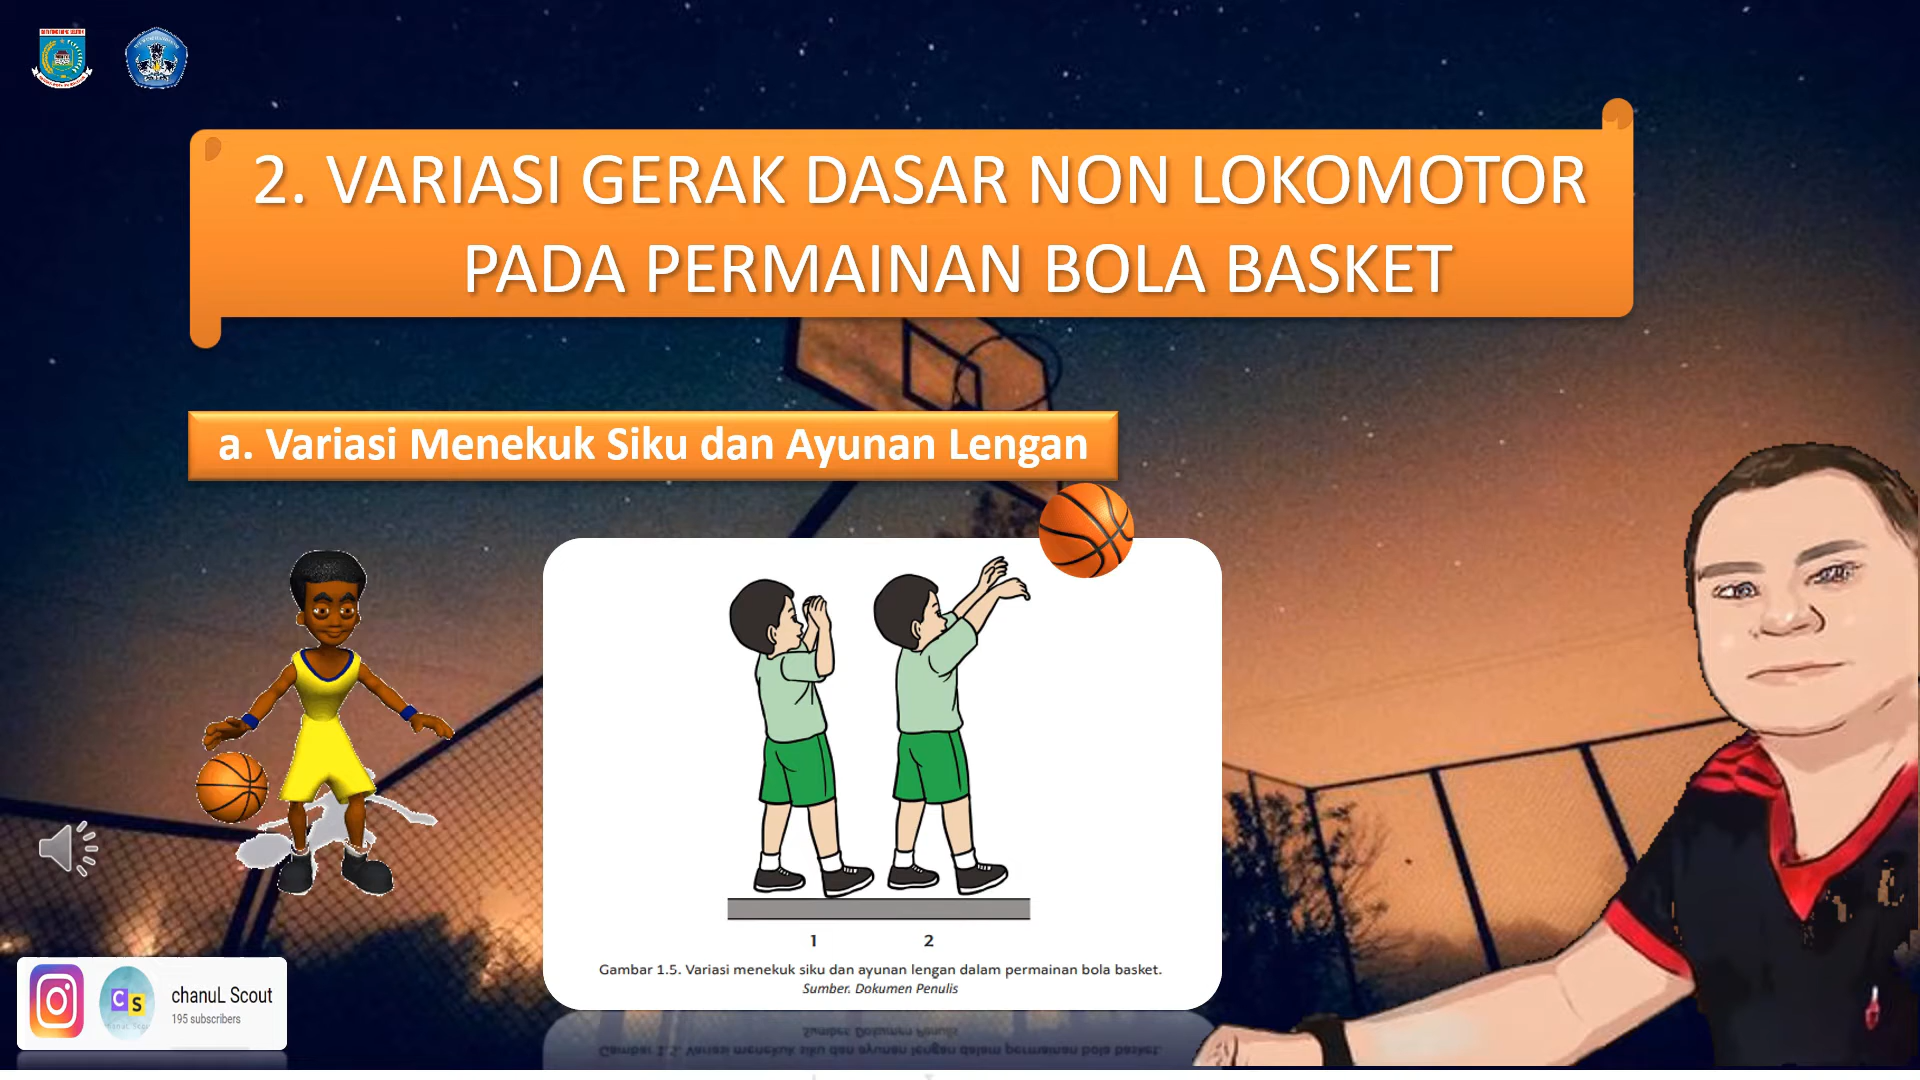 2. VARIASI GERAK DASAR NON LOKOMOTOR
PADA PERMAINAN BOLA BASKET
a. Variasi Menekuk Siku dan Ayunan Lengan
1 2
Gambar 1.5. Variasi menekuk siku dan ayunan lengan dalam permainan bola basket.
Sumber. Dokumen Penulis
CS
chanuL Scout
195 subscribers